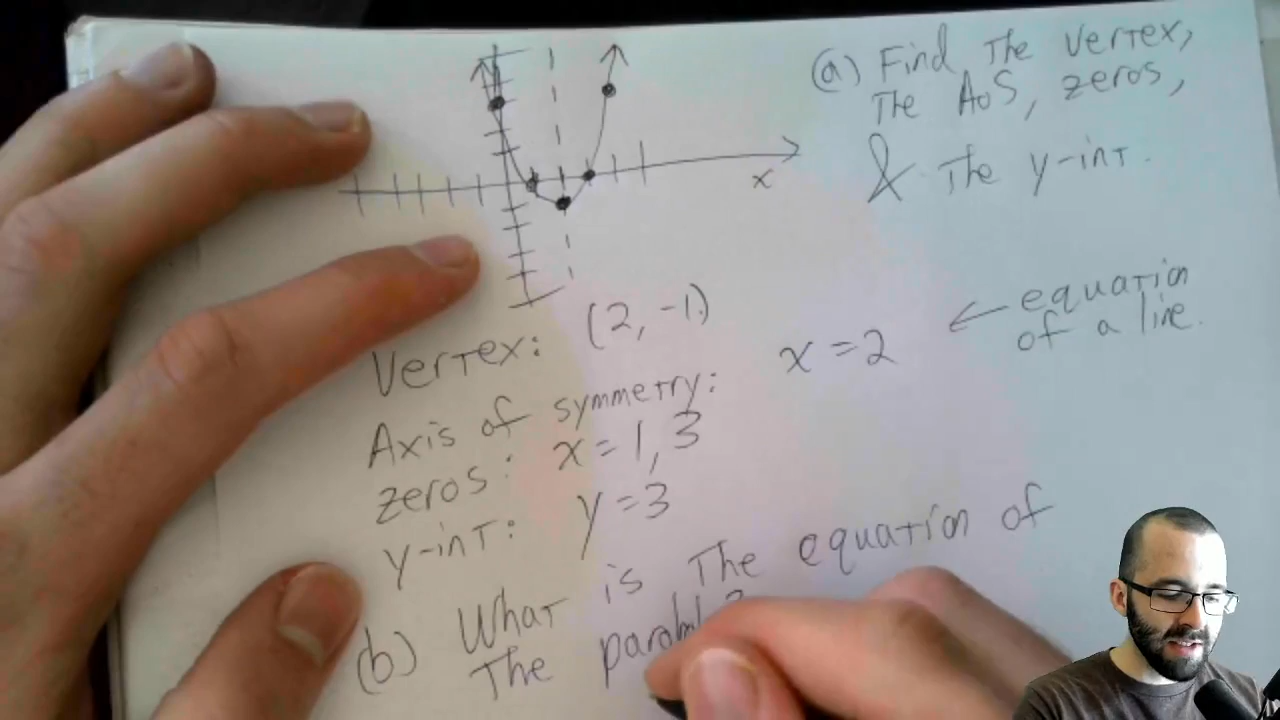 (a) Find The Vertex,
The AoS, zeros,
& The y-int.
x
Vertex: (2, -1)
Axis of symmetry: x = 2 ← equation
of a line.
zeros: x = 1, 3
y-int: y = 3
(b) What is The equation of
The